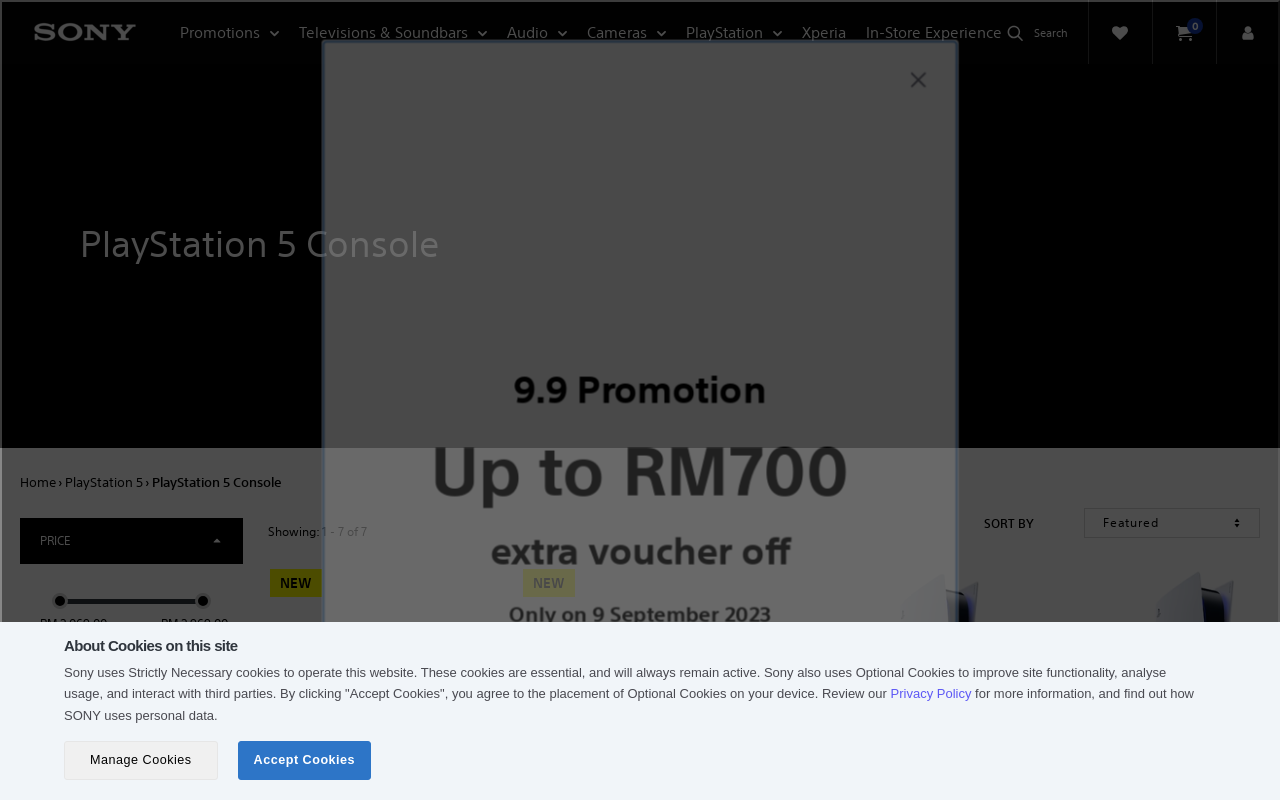 SONY
Promotions
Televisions & Soundbars
Audio
Cameras
PlayStation
Xperia
In-Store Experience
Search
0
PlayStation 5 Console
9.9 Promotion
Up to RM700
extra voucher off
Only on 9 September 2023
Home › PlayStation 5 › PlayStation 5 Console
PRICE
Showing: 1 - 7 of 7
SORT BY
Featured
NEW
NEW
About Cookies on this site
Sony uses Strictly Necessary cookies to operate this website. These cookies are essential, and will always remain active. Sony also uses Optional Cookies to improve site functionality, analyse
usage, and interact with third parties. By clicking "Accept Cookies", you agree to the placement of Optional Cookies on your device. Review our Privacy Policy for more information, and find out how
SONY uses personal data.
Manage Cookies
Accept Cookies